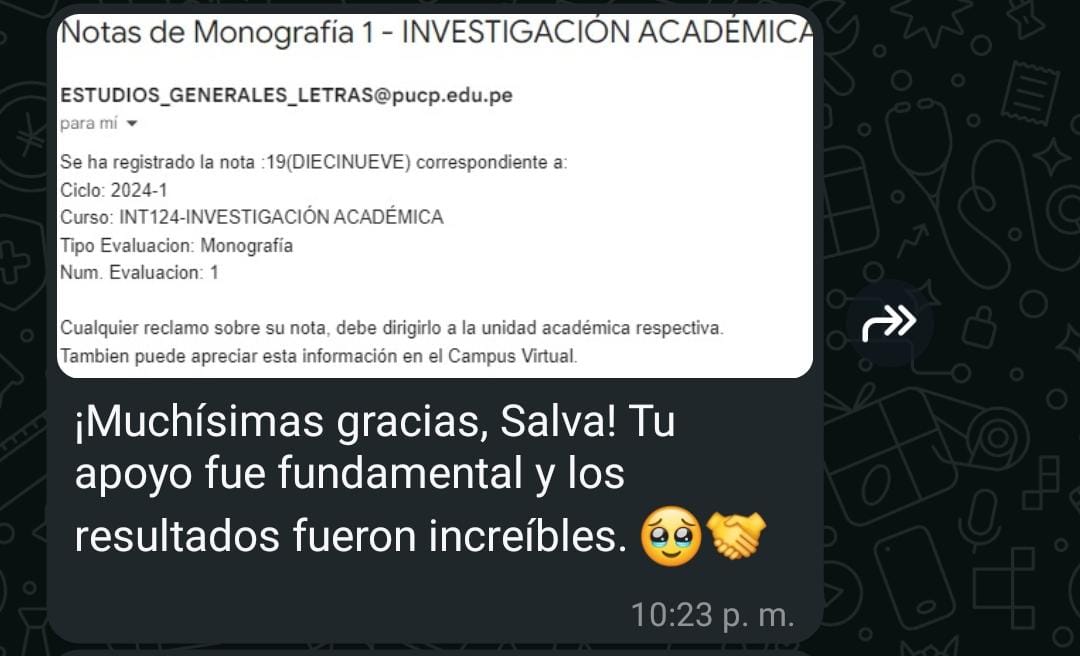 Notas de Monografía 1 - INVESTIGACIÓN ACADÉMICA
ESTUDIOS_GENERALES_LETRAS@pucp.edu.pe
para mí
Se ha registrado la nota :19(DIECINUEVE) correspondiente a:
Ciclo: 2024-1
Curso: INT124-INVESTIGACIÓN ACADÉMICA
Tipo Evaluacion: Monografía
Num. Evaluacion: 1
Cualquier reclamo sobre su nota, debe dirigirlo a la unidad académica respectiva.
Tambien puede apreciar esta información en el Campus Virtual.
¡Muchísimas gracias, Salva! Tu
apoyo fue fundamental y los
resultados fueron increíbles. 🥹🤝
10:23 p. m.